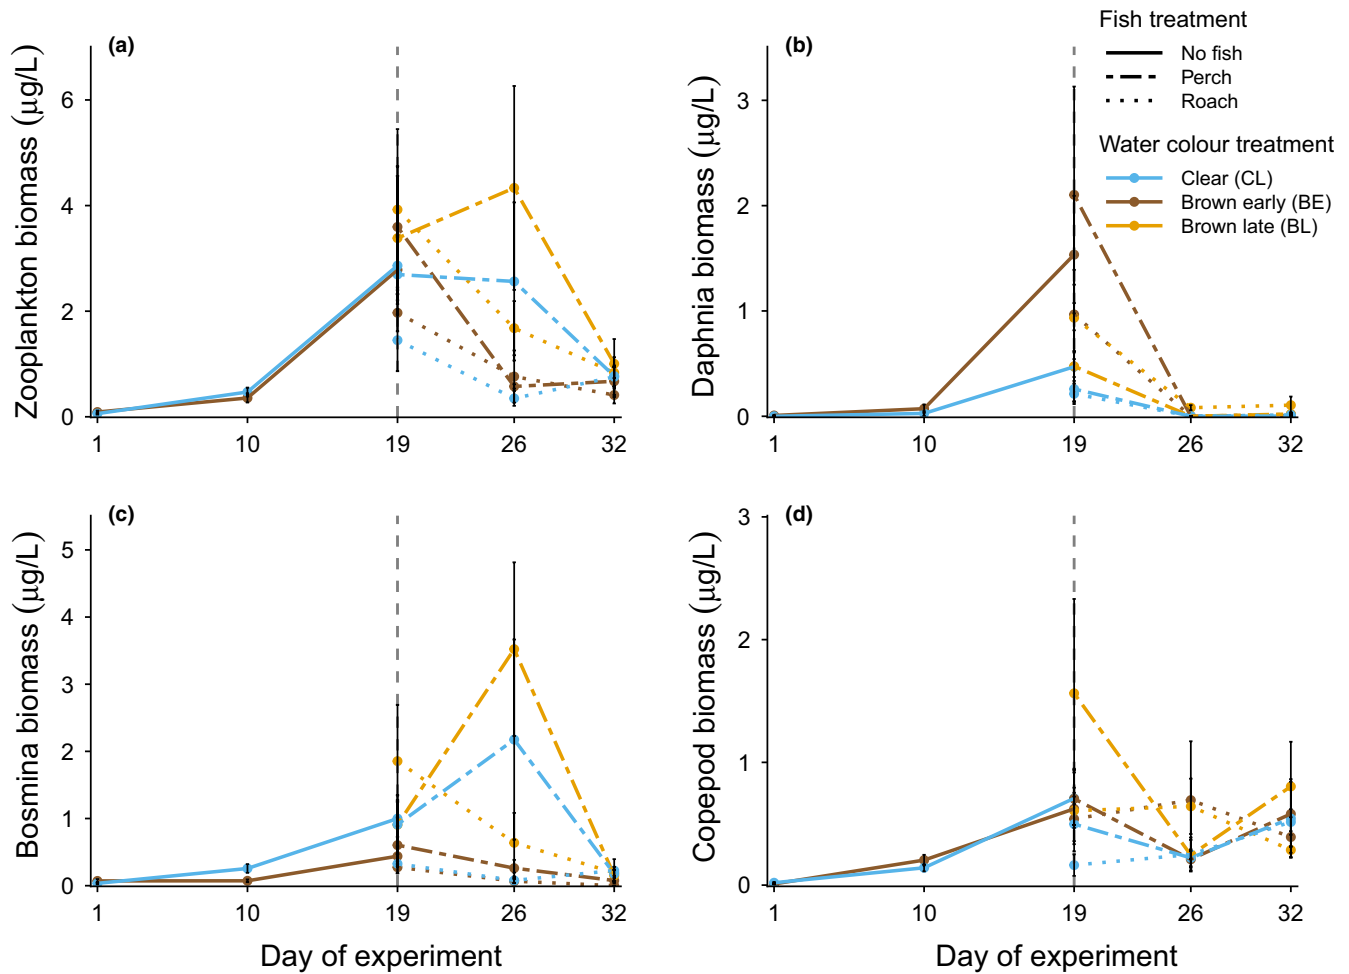 (a)
Zooplankton biomass (μg/L)
6
4
2
0
1 10 19 26 32
(b)
Daphnia biomass (μg/L)
3
2
1
0
1 10 19 26 32
Fish treatment
No fish
Perch
Roach
Water colour treatment
Clear (CL)
Brown early (BE)
Brown late (BL)
(c)
Bosmina biomass (μg/L)
5
4
3
2
1
0
1 10 19 26 32
Day of experiment
(d)
Copepod biomass (μg/L)
3
2
1
0
1 10 19 26 32
Day of experiment